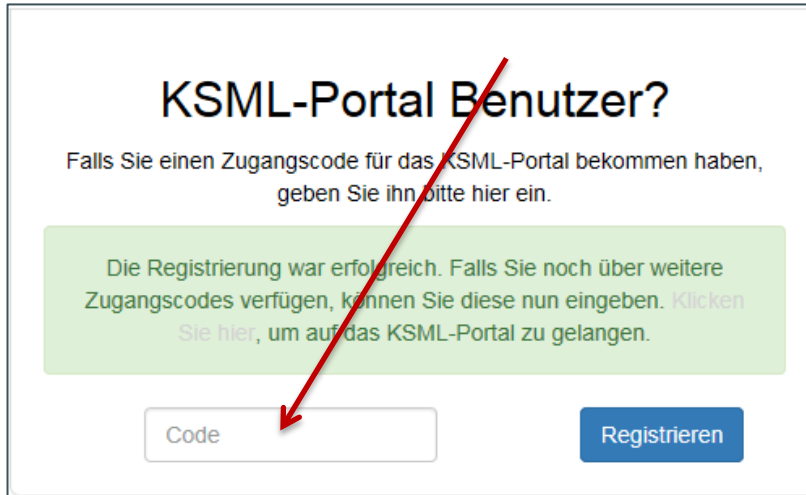 KSML-Portal Benutzer?
Falls Sie einen Zugangscode für das KSML-Portal bekommen haben,
geben Sie ihn bitte hier ein.
Die Registrierung war erfolgreich. Falls Sie noch über weitere
Zugangscodes verfügen, können Sie diese nun eingeben. Klicken
Sie hier, um auf das KSML-Portal zu gelangen.
Code
Registrieren